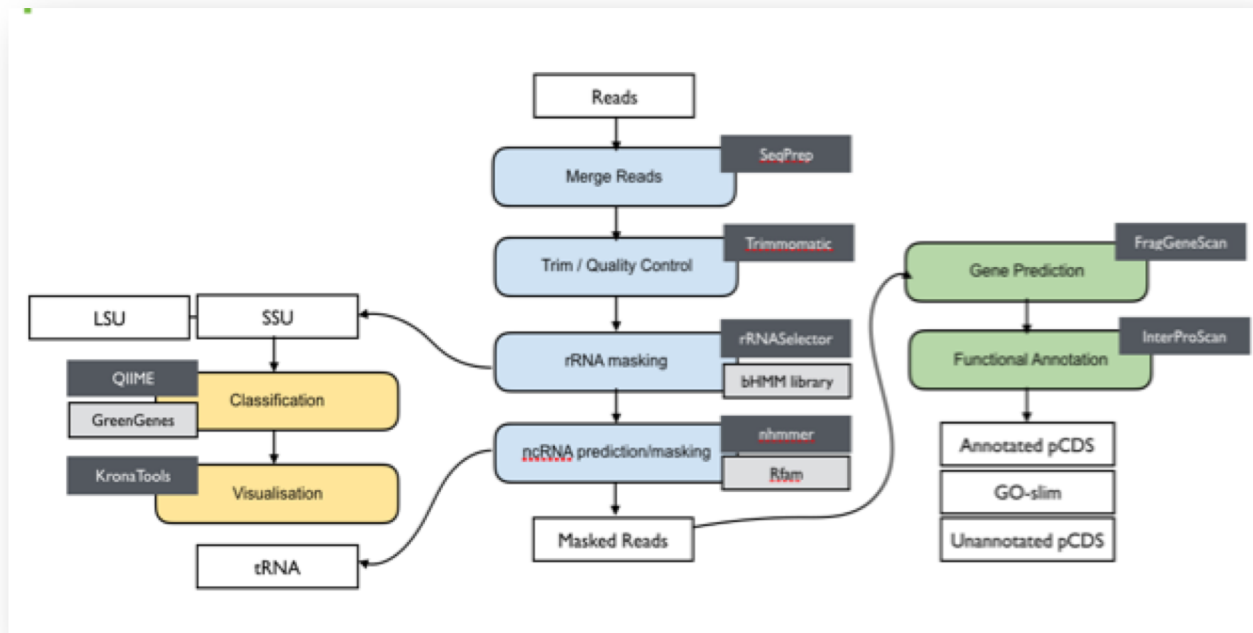 Reads
Merge Reads
SeqPrep
Trim / Quality Control
Trimmomatic
rRNA masking
rRNASelector
bHMM library
ncRNA prediction/masking
nhmmer
Rfam
Masked Reads
LSU
SSU
QIIME
GreenGenes
Classification
KronaTools
Visualisation
tRNA
FragGeneScan
Gene Prediction
InterProScan
Functional Annotation
Annotated pCDS
GO-slim
Unannotated pCDS